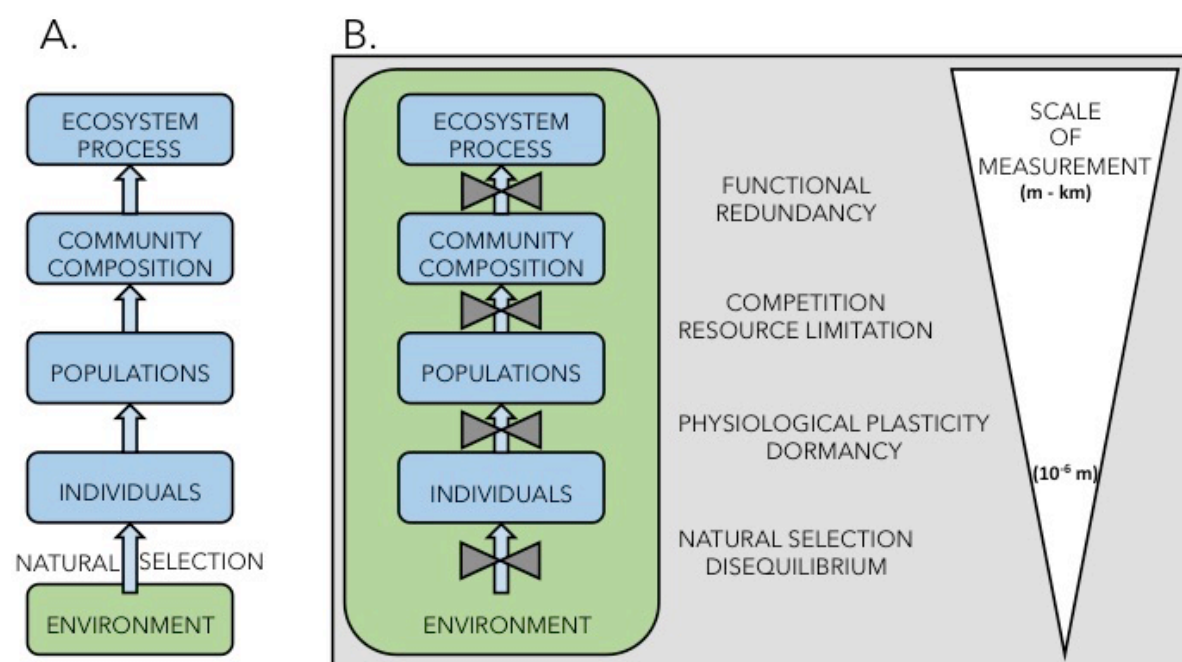 A.
ECOSYSTEM
PROCESS
COMMUNITY
COMPOSITION
POPULATIONS
INDIVIDUALS
NATURAL SELECTION
ENVIRONMENT
B.
ECOSYSTEM
PROCESS
COMMUNITY
COMPOSITION
POPULATIONS
INDIVIDUALS
ENVIRONMENT
FUNCTIONAL
REDUNDANCY
COMPETITION
RESOURCE LIMITATION
PHYSIOLOGICAL PLASTICITY
DORMANCY
NATURAL SELECTION
DISEQUILIBRIUM
SCALE
OF
MEASUREMENT
(m - km)
(10⁻⁶ m)